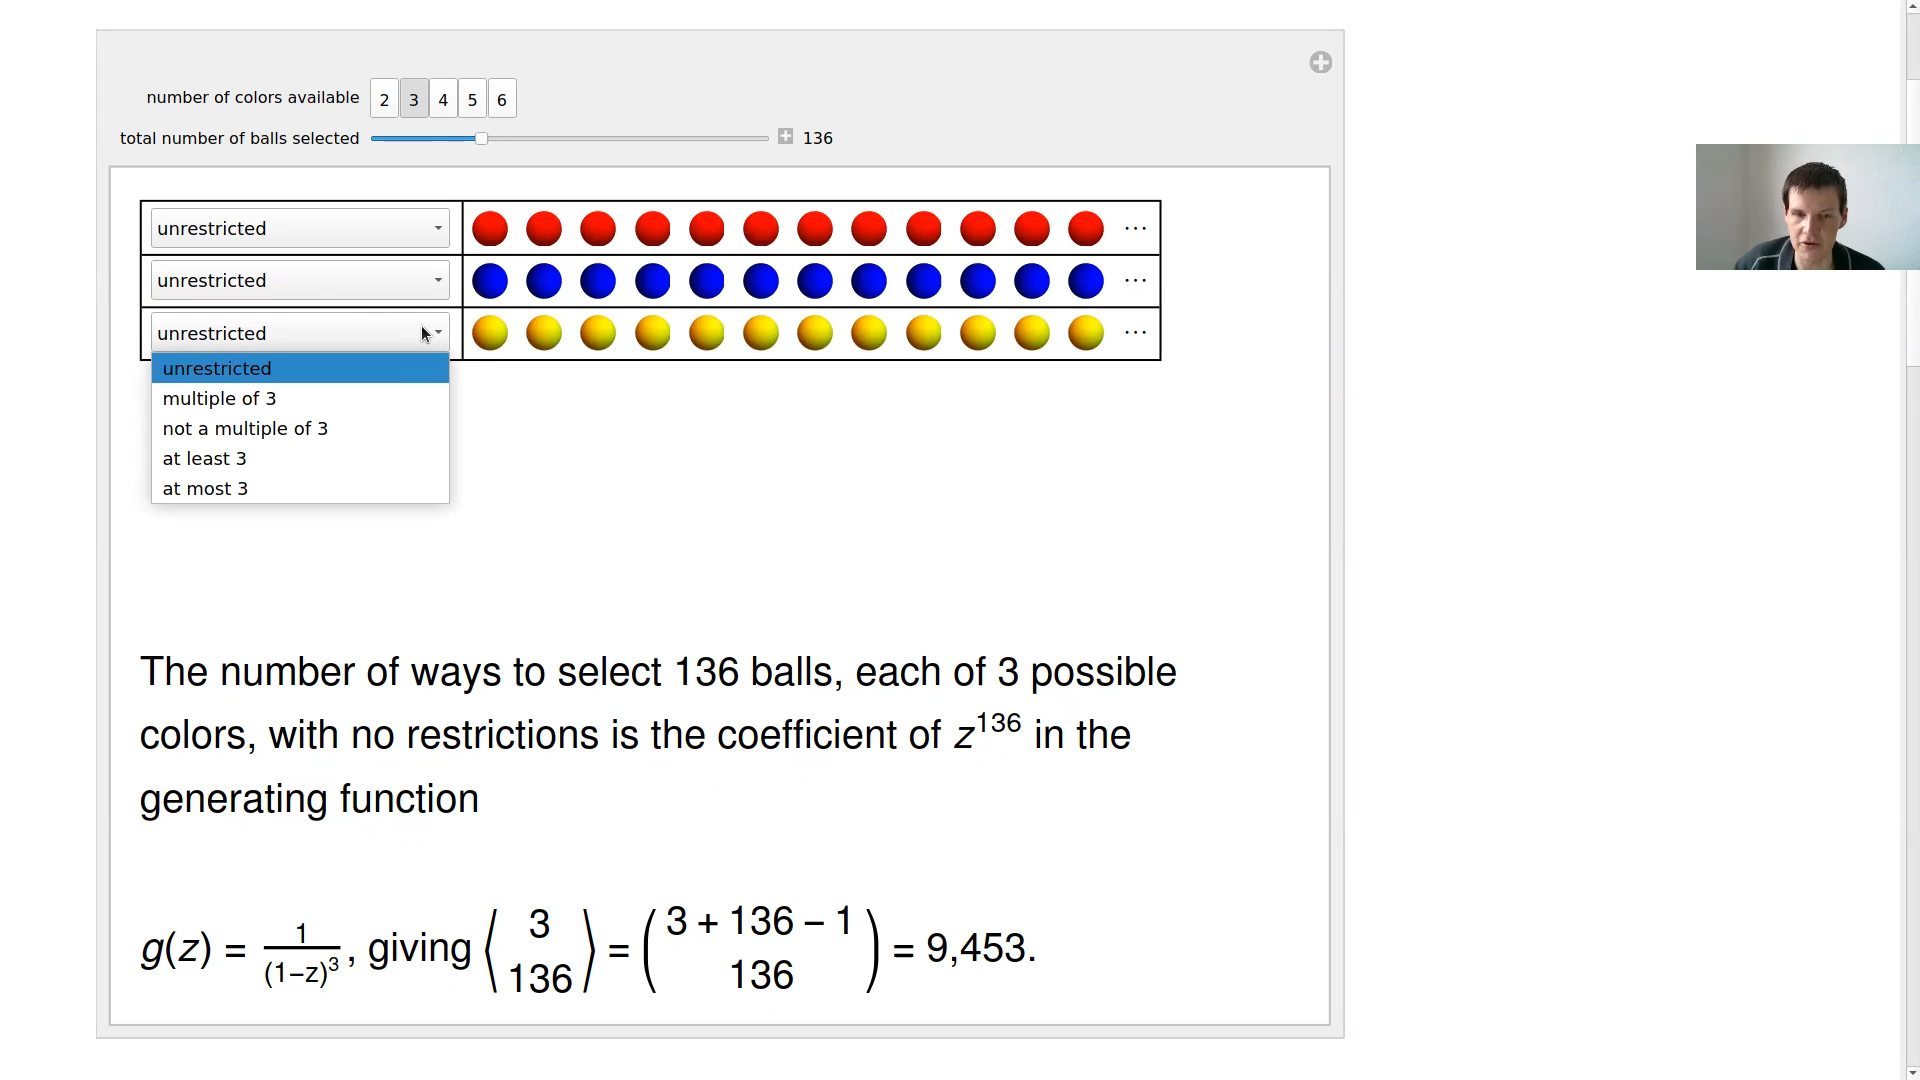 number of colors available 2 3 4 5 6
total number of balls selected 136
unrestricted ...
unrestricted ...
unrestricted ...
unrestricted
multiple of 3
not a multiple of 3
at least 3
at most 3
The number of ways to select 136 balls, each of 3 possible
colors, with no restrictions is the coefficient of z^136 in the
generating function
g(z) = 1/(1−z)^3, giving ⟨3 136⟩ = (3 + 136 − 1 136) = 9,453.